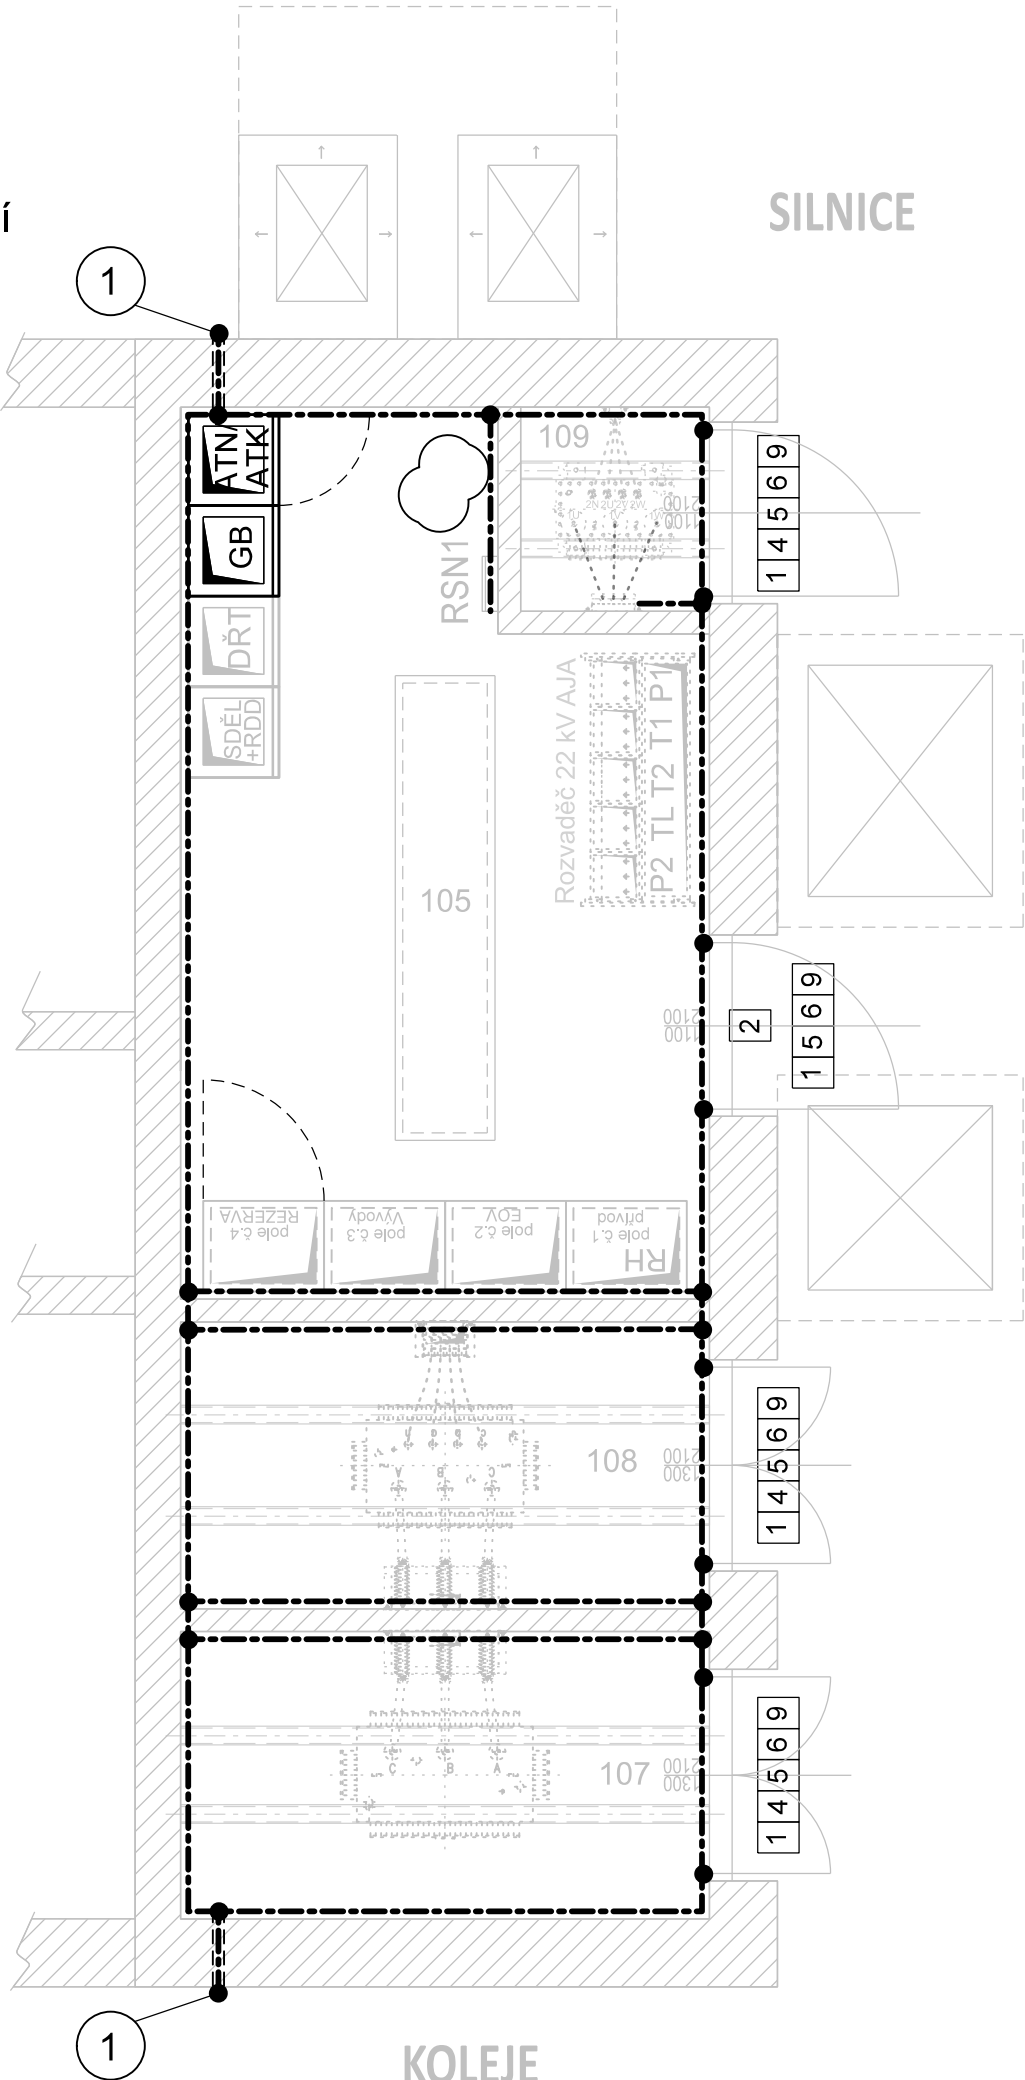 í
SILNICE
1
ATN/
ATK
GB
DŘT
SDĚL
+RDD
RSN1
109
2100
1100
1 4 5 6 9
Rozvaděč 22 kV AJA
P2 TL T2 T1 P1
105
2100
1100
2
1 5 6 9
REZERVA
pole č.4
Vývody
pole č.3
EOV
pole č.2
přívod
pole č.1
RH
A B C
108
2100
1300
1 4 5 6 9
C B A
107
2100
1300
1 4 5 6 9
1
KOLEJE